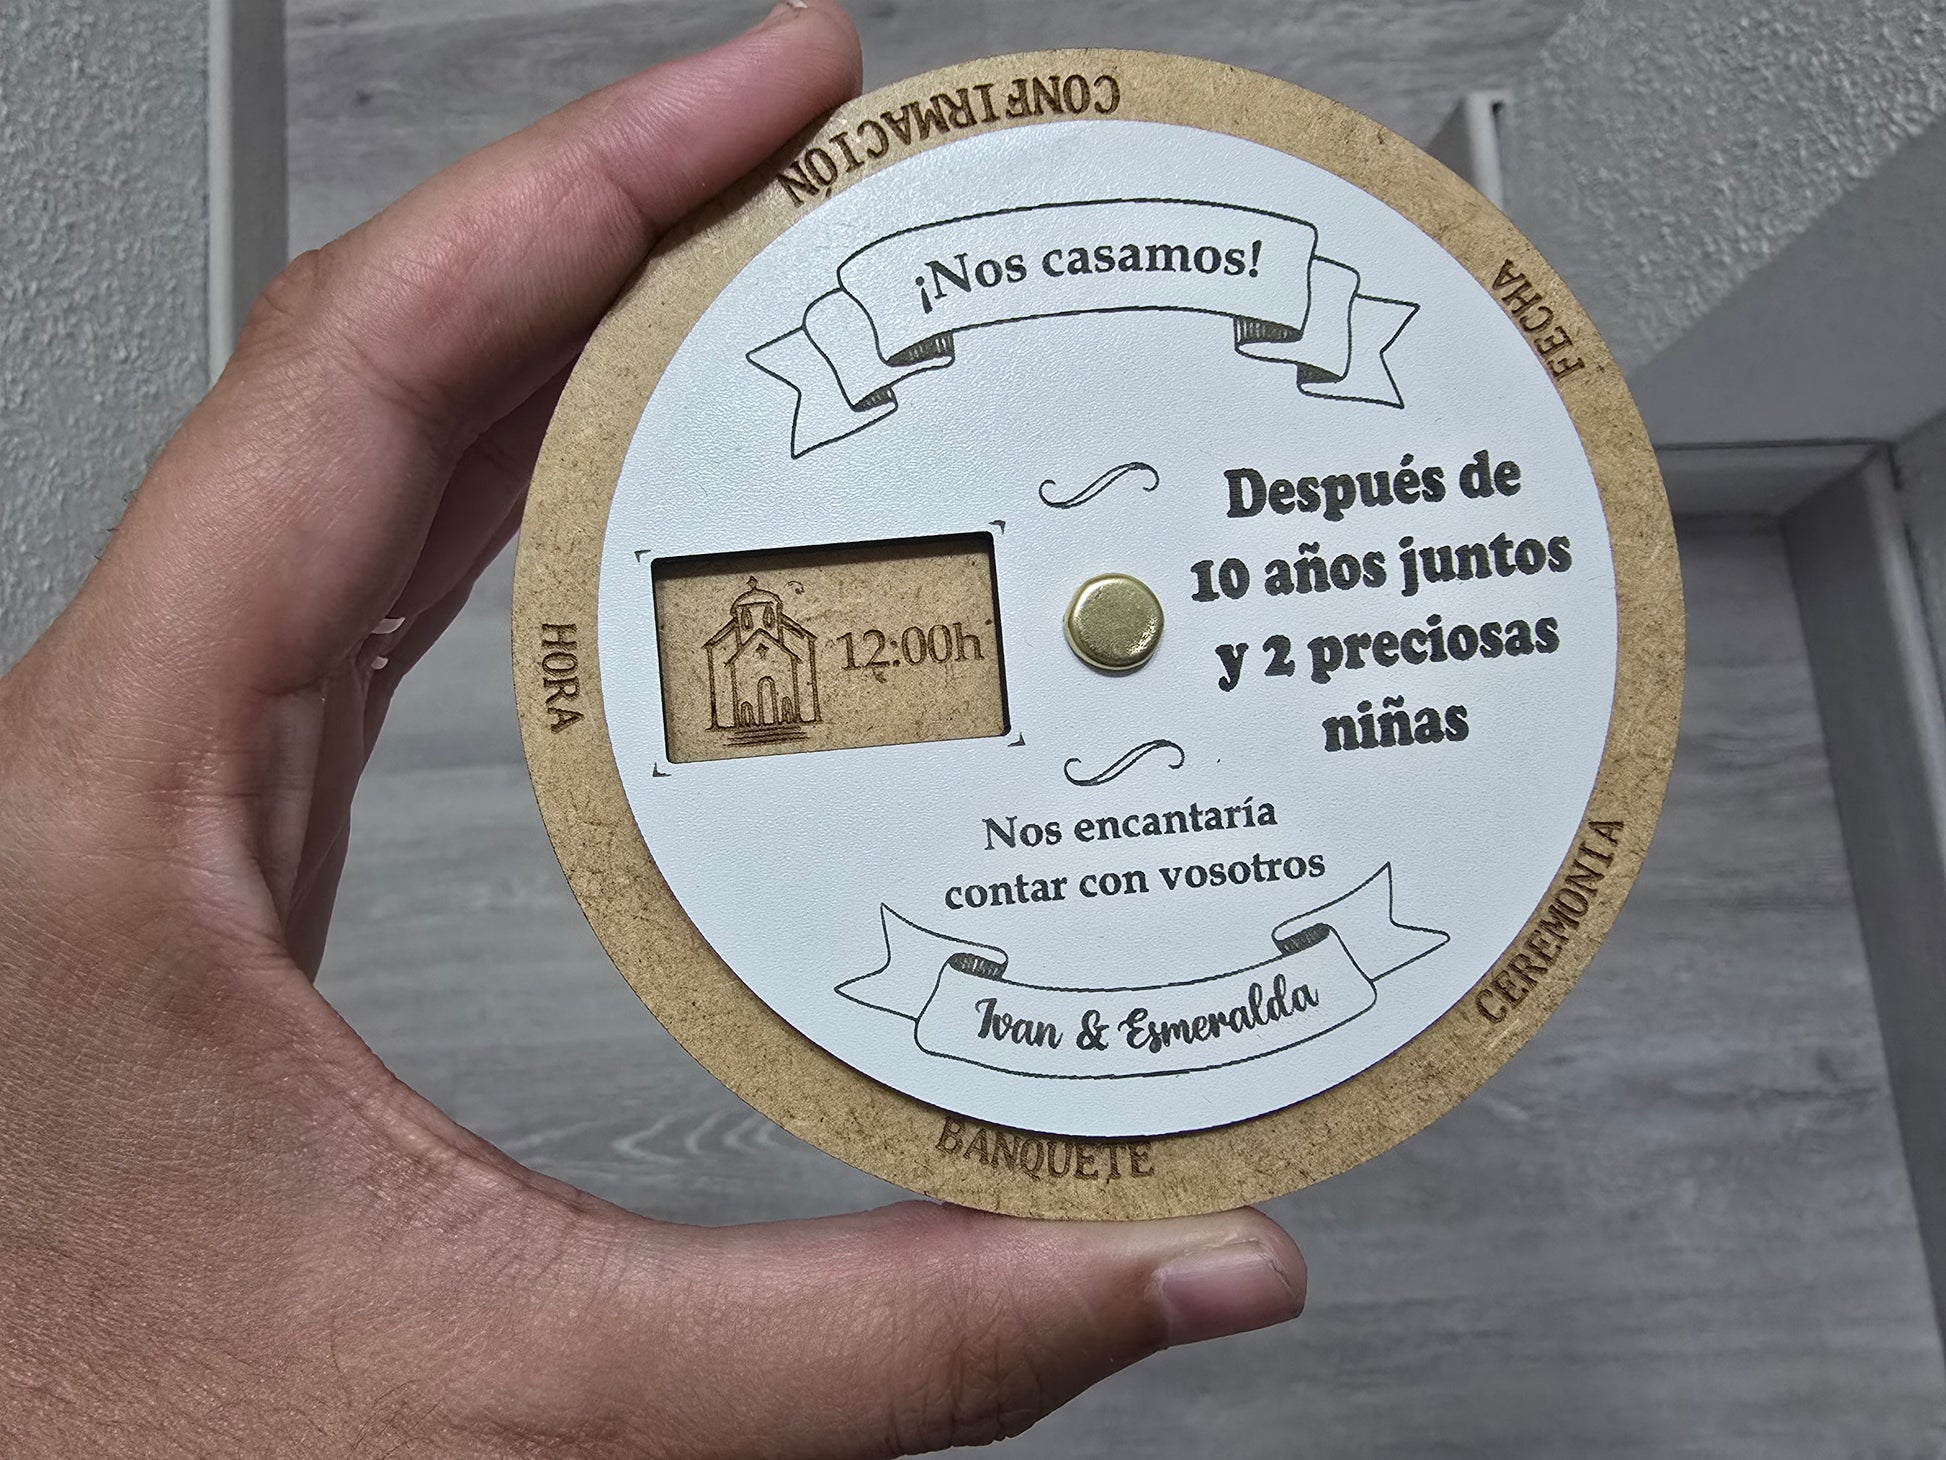 CONFIRMACIÓN
FECHA
¡Nos casamos!
Después de
10 años juntos
y 2 preciosas
niñas
12:00h
HORA
Nos encantaría
contar con vosotros
Ivan & Esmeralda
CEREMONIA
BANQUETE